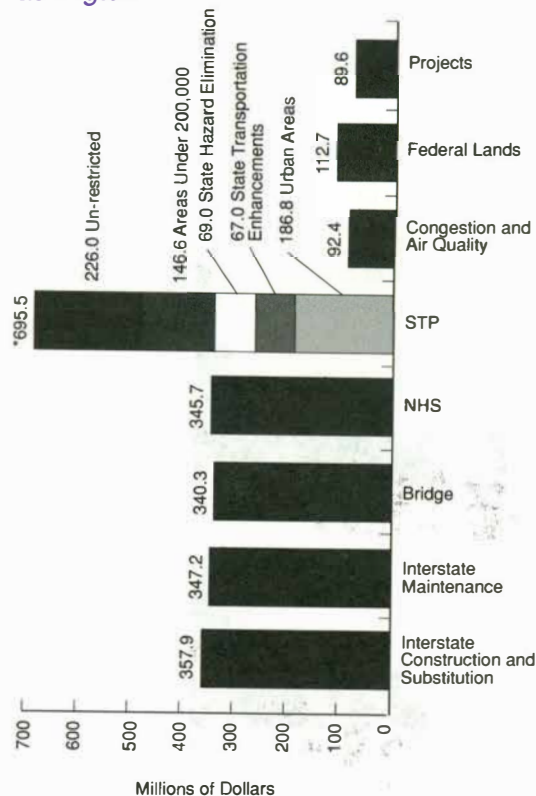 89.6
Projects
112.7
Federal Lands
92.4
Congestion and
Air Quality
*695.5
226.0 Un-restricted
146.6 Areas Under 200,000
69.0 State Hazard Elimination
67.0 State Transportation
Enhancements
186.8 Urban Areas
STP
345.7
NHS
340.3
Bridge
347.2
Interstate
Maintenance
357.9
Interstate
Construction and
Substitution
700
600
500
400
300
200
100
0
Millions of Dollars